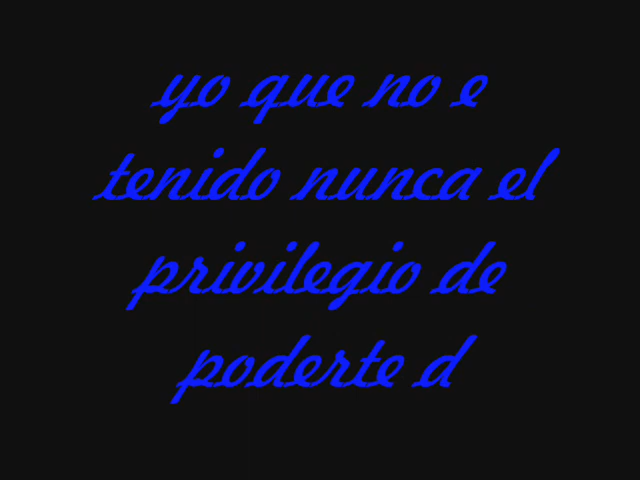 yo que no e
tenido nunca el
privilegio de
poderte d